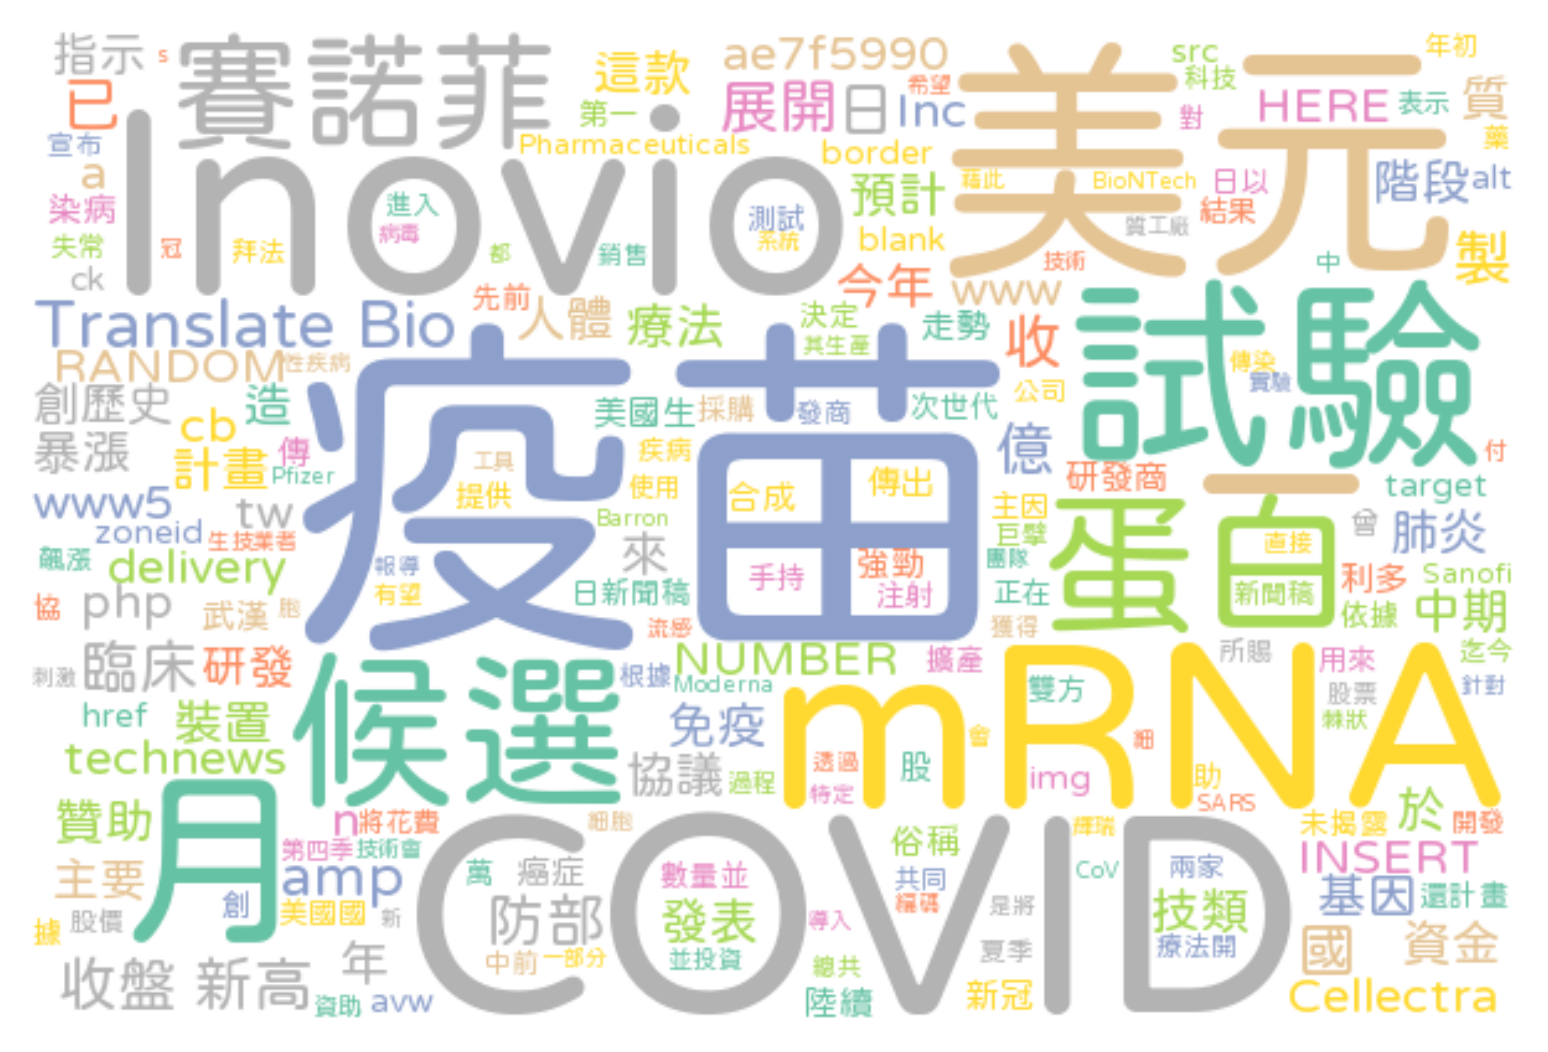 指示 s 賽諾菲 這款 ae7f5990 美元 src 年初
已 第一 展開 日 Inc 希望 科技 HERE 表示 質
宣布 Inovio Pharmaceuticals border 對 藥
a 進入 測試 預計 藉此 BioNTech 日以 階段 alt
染病 病毒 系統 blank 質工廠 結果
失常 冠 拜法 都 銷售 技術 中 製
ck 先前 人體 今年 www 試驗
Translate Bio 療法 決定 走勢 收
RANDOM 性疾病 疫苗 其生產 傳染
創歷史 造 美國生 採購 發商 次世代 公司 實驗
暴漲 cb 傳 疾病 億 付
計畫 Pfizer 工具 提供 使用 合成 傳出 研發商 一 target
www5 tw Barron 主因 蛋白 曾 肺炎
zoneid 生技業者 來 巨擘 直接
飆漲 delivery 報導 手持 強勁 團隊 利多 Sanofi
協 php 武漢 胞 有望 日新聞稿 注射 正在 新聞稿 依據 中期
流感 獲得
刺激 臨床 研發 候選 根據 NUMBER 擴產 mRNA 所賜 用來 迄今
href 裝置 Moderna 雙方 股票 針對
technews 免疫 會 細 棘狀
協議 過程 透過 股 img 助
贊助 月 n 將花費 細胞 特定 SARS 未揭露 於 開發
第四季 技術會 COVID 俗稱 輝瑞 INSERT
主要 amp 萬 癌症 數量並 共同 CoV 兩家 基因 還計畫
據 股價 創 美國國 新 防部 發表 導入 編碼 是將 技類
年 中前 一部分 並投資 夏季 療法開 國 資金
收盤 新高 資助 avw 總共 陸續 新冠 Cellectra